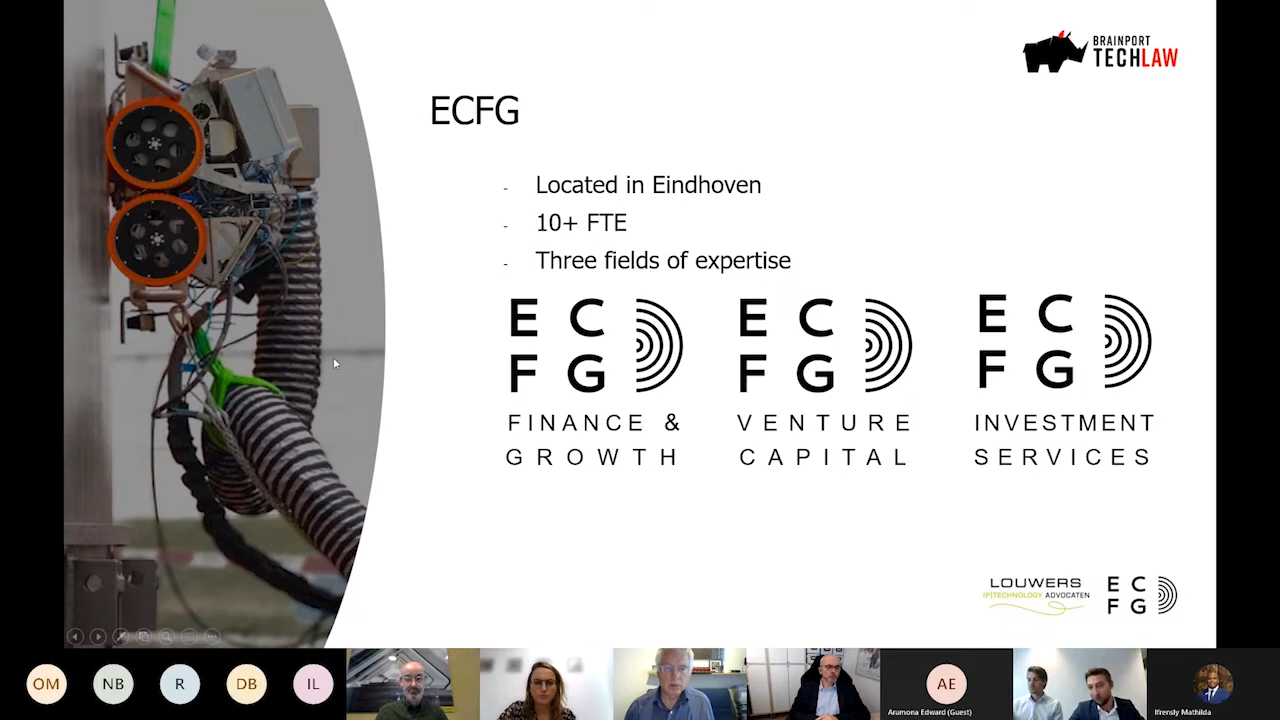 BRAINPORT
TECHLAW
ECFG
- Located in Eindhoven
- 10+ FTE
- Three fields of expertise
E C
F G
FINANCE &
GROWTH
E C
F G
VENTURE
CAPITAL
E C
F G
INVESTMENT
SERVICES
LOUWERS
IP|TECHNOLOGY ADVOCATEN
E C
F G
OM
NB
R
DB
IL
AE
Arumona Edward (Guest)
Ifrensly Mathilda